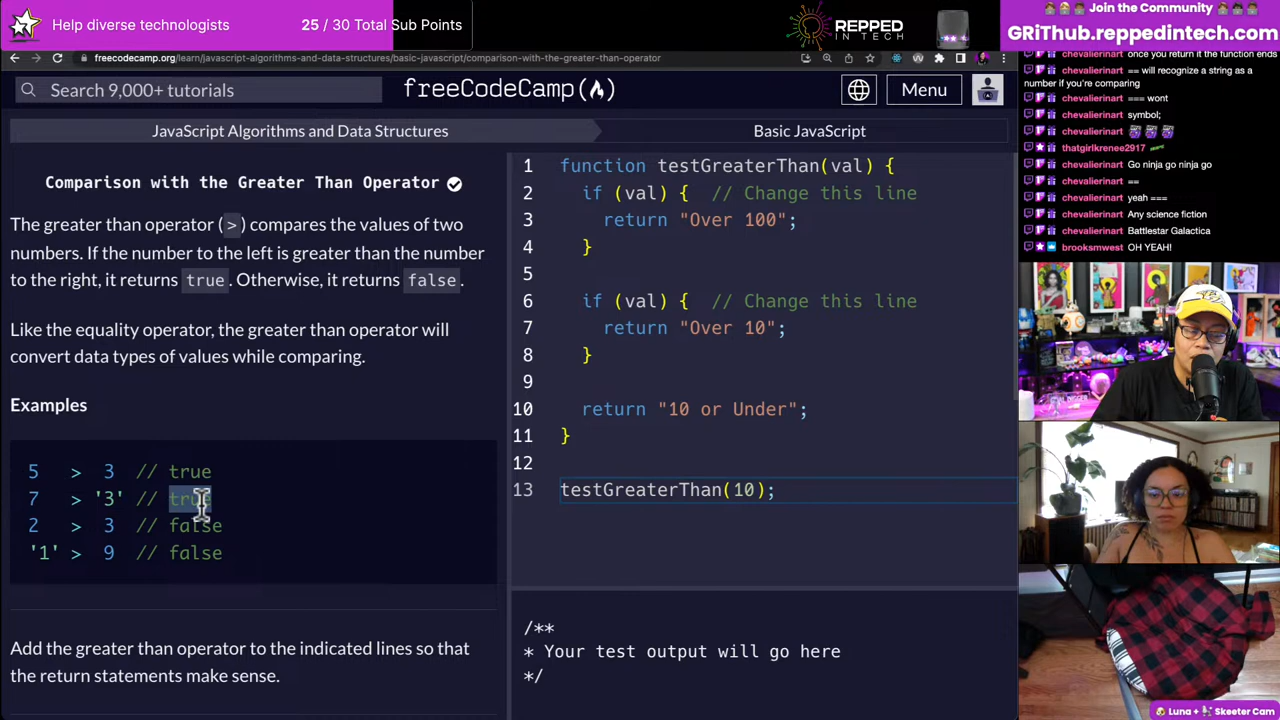 Help diverse technologists
25 / 30 Total Sub Points
REPPED
IN TECH
Join the Community
GRiThub.reppedintech.com
freecodecamp.org/learn/javascript-algorithms-and-data-structures/basic-javascript/comparison-with-the-greater-than-operator
Search 9,000+ tutorials
freeCodeCamp
Menu
JavaScript Algorithms and Data Structures
Basic JavaScript
Comparison with the Greater Than Operator
The greater than operator ( > ) compares the values of two
numbers. If the number to the left is greater than the number
to the right, it returns true . Otherwise, it returns false .
Like the equality operator, the greater than operator will
convert data types of values while comparing.
Examples
5 > 3 // true
7 > '3' // true
2 > 3 // false
'1' > 9 // false
Add the greater than operator to the indicated lines so that
the return statements make sense.
1 function testGreaterThan(val) {
2 if (val) { // Change this line
3 return "Over 100";
4 }
5
6 if (val) { // Change this line
7 return "Over 10";
8 }
9
10 return "10 or Under";
11 }
12
13 testGreaterThan(10);
/**
* Your test output will go here
*/
once you return it the function ends
chevalierinart == will recognize a string as a
number if you're comparing
chevalierinart === wont
symbol;
chevalierinart
thatgirlkrenee2917
chevalierinart Go ninja go ninja go
chevalierinart ==
chevalierinart yeah ===
chevalierinart Any science fiction
chevalierinart Battlestar Galactica
brooksmwest OH YEAH!
Luna + Skeeter Cam